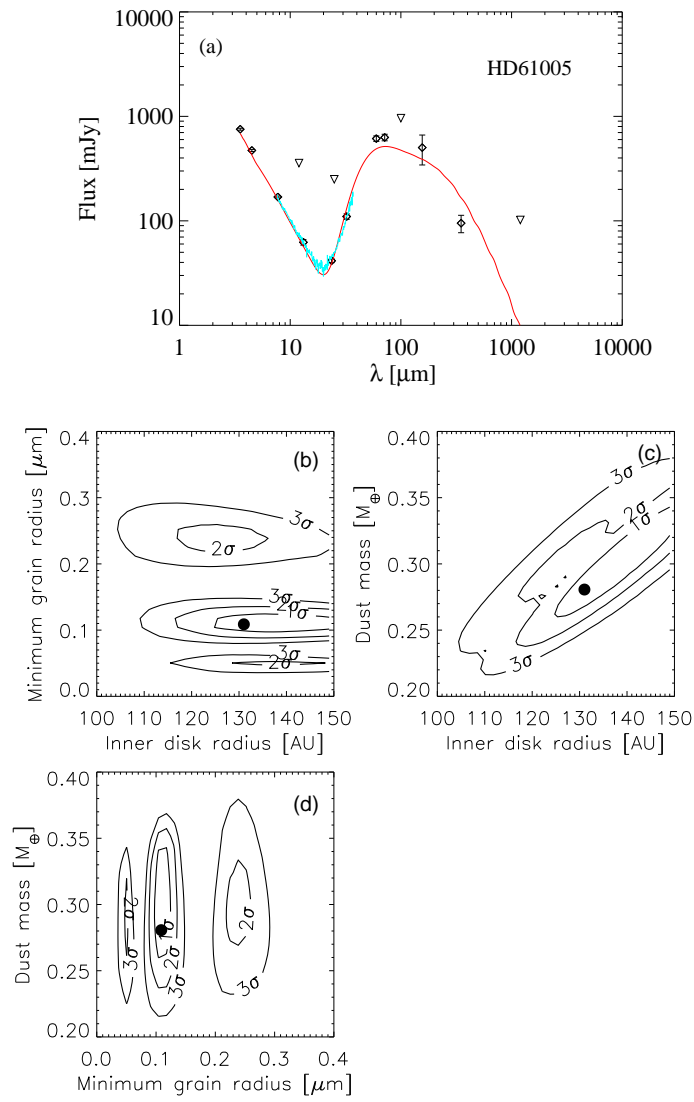 (a)
HD61005
Flux [mJy]
1000
1000
100
10
1 10 100 1000 10000
λ [μm]
(b)
Minimum grain radius [μm]
0.4
0.3
0.2
0.1
0.0
3σ
2σ
3σ
2σ
1σ
3σ
2σ
100 110 120 130 140 150
Inner disk radius [AU]
(c)
Dust mass [M⊕]
0.40
0.35
0.30
0.25
0.20
3σ
2σ
1σ
3σ
100 110 120 130 140 150
Inner disk radius [AU]
(d)
Dust mass [M⊕]
0.40
0.35
0.30
0.25
0.20
2σ
3σ
1σ
2σ
3σ
2σ
3σ
0.0 0.1 0.2 0.3 0.4
Minimum grain radius [μm]